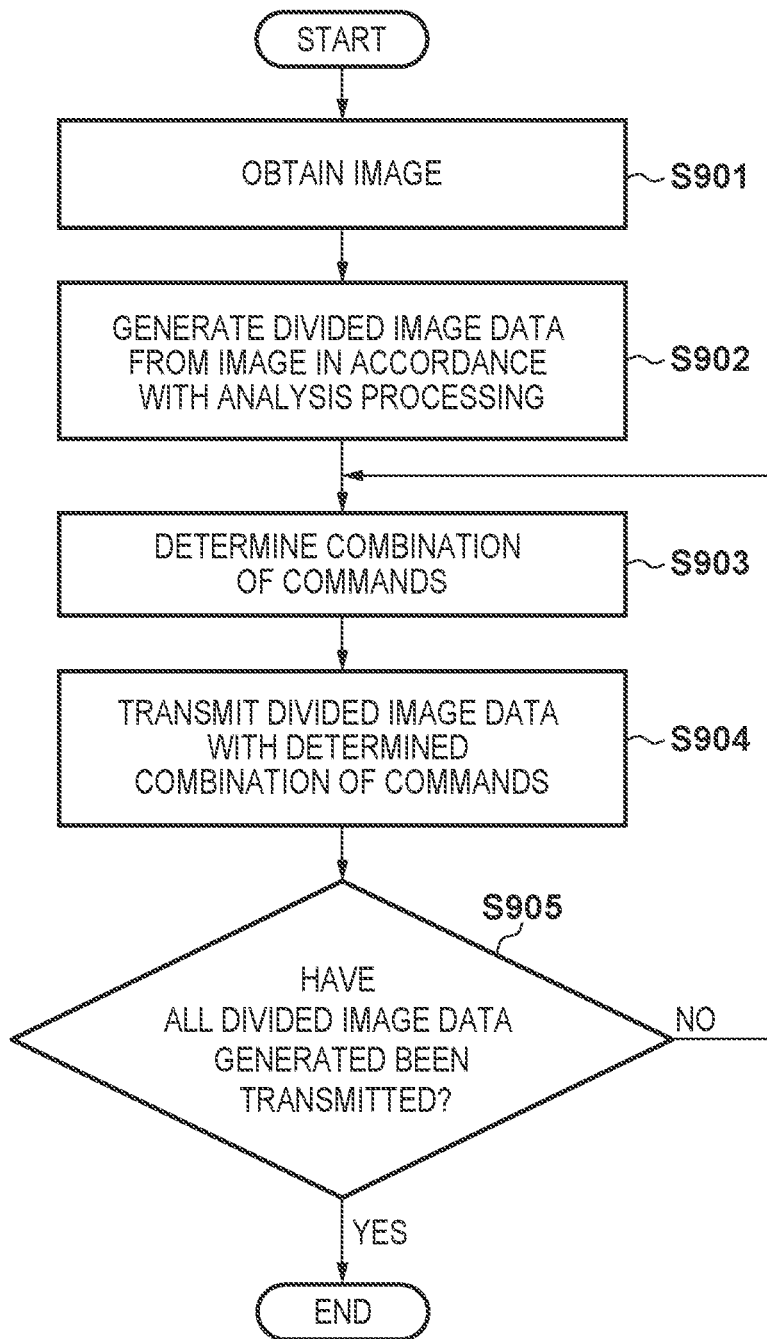 START
OBTAIN IMAGE
S901
GENERATE DIVIDED IMAGE DATA
FROM IMAGE IN ACCORDANCE
WITH ANALYSIS PROCESSING
S902
DETERMINE COMBINATION
OF COMMANDS
S903
TRANSMIT DIVIDED IMAGE DATA
WITH DETERMINED
COMBINATION OF COMMANDS
S904
S905
HAVE
ALL DIVIDED IMAGE DATA
GENERATED BEEN
TRANSMITTED?
NO
YES
END